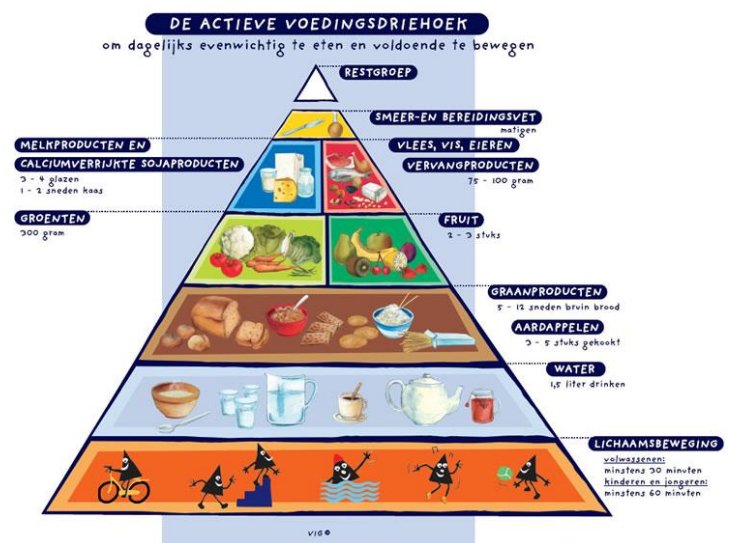 DE ACTIEVE VOEDINGSDRIEHOEK
om dagelijks evenwichtig te eten en voldoende te bewegen
RESTGROEP
SMEER-EN BEREIDINGSVET
matigen
MELKPRODUCTEN EN
CALCIUMVERRIJKTE SOJAPRODUCTEN
3 - 4 glazen
1 - 2 sneden kaas
VLEES, VIS, EIEREN
VERVANGPRODUCTEN
75 - 100 gram
GROENTEN
300 gram
FRUIT
2 - 3 stuks
GRAANPRODUCTEN
5 - 12 sneden bruin brood
AARDAPPELEN
3 - 5 stuks gekookt
WATER
1,5 liter drinken
LICHAAMSBEWEGING
volwassenen:
minstens 30 minuten
kinderen en jongeren:
minstens 60 minuten
VIG ©